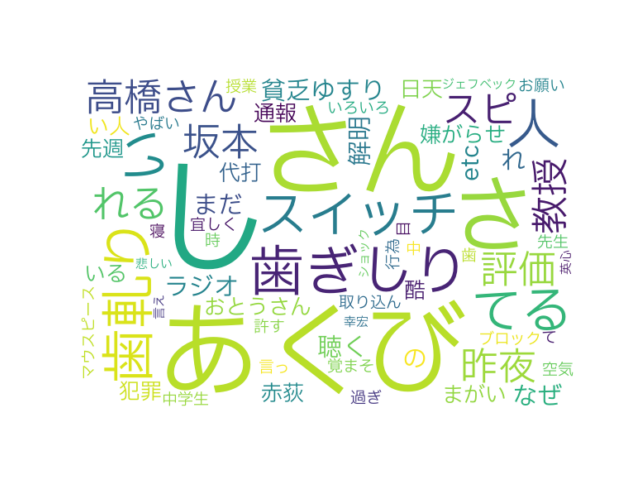 高橋さん
授業
貧乏ゆすり
日天
ジェフベック
お願い
い人
やばい
通報
いろいろ
スピ
人
先週
坂本
さん
解明
嫌がらせ
etc
れ
代打
し
れる
まだ
スイッチ
さ
教授
寝
宜しく
時
ショック
行為
目
中
先生
歯軋り
歯ぎしり
歯
英心
いる
悲しい
ラジオ
酷
評価
てる
マウスピース
言え
おとうさん
取り込ん
あくび
許す
幸宏
聴く
の
昨夜
ブロック
て
犯罪
中学生
言っ
覚まそ
空気
赤荻
過ぎ
まがい
なぜ